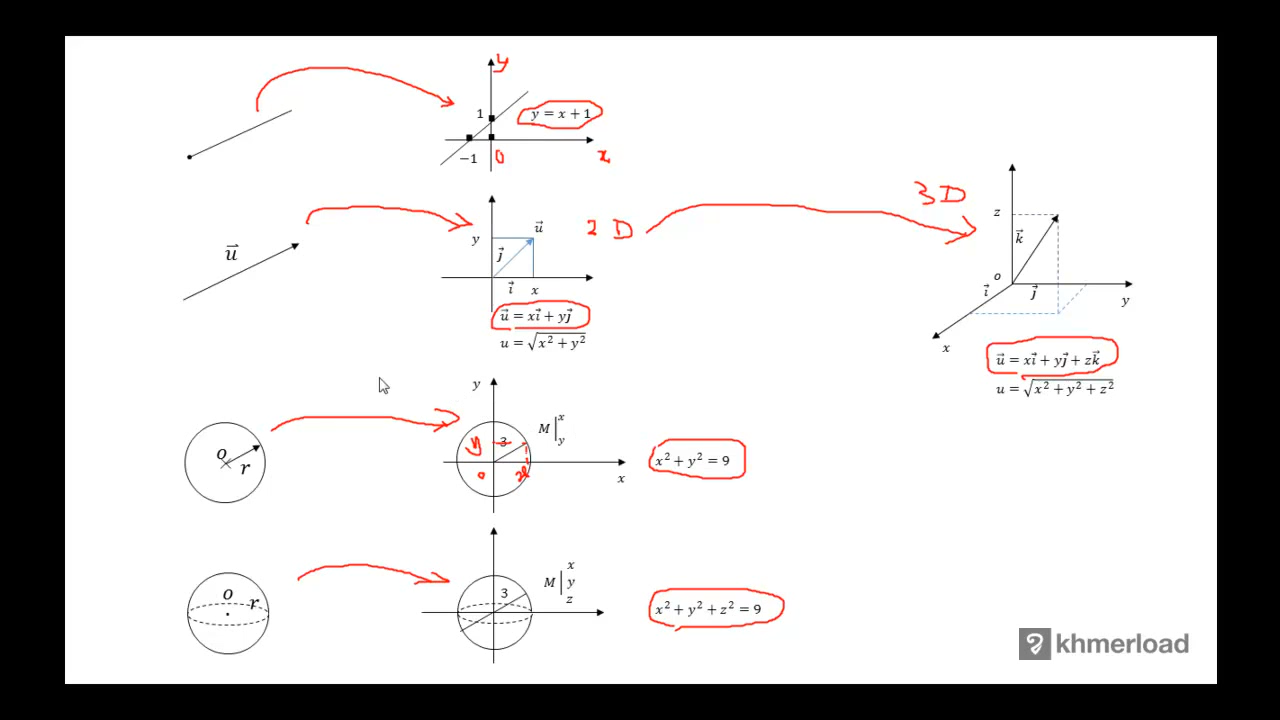 y
1
y = x + 1
−1
0
x
3D
z
k⃗
o
i⃗
j⃗
y
x
u⃗ = xi⃗ + yj⃗ + zk⃗
u = √(x² + y² + z²)
u⃗
y
u⃗
2D
j⃗
i⃗
x
u⃗ = xi⃗ + yj⃗
u = √(x² + y²)
O
r
y
M | x
y
y
3
0
x
x
x² + y² = 9
O
r
3
M | x
y
z
x² + y² + z² = 9
khmerload